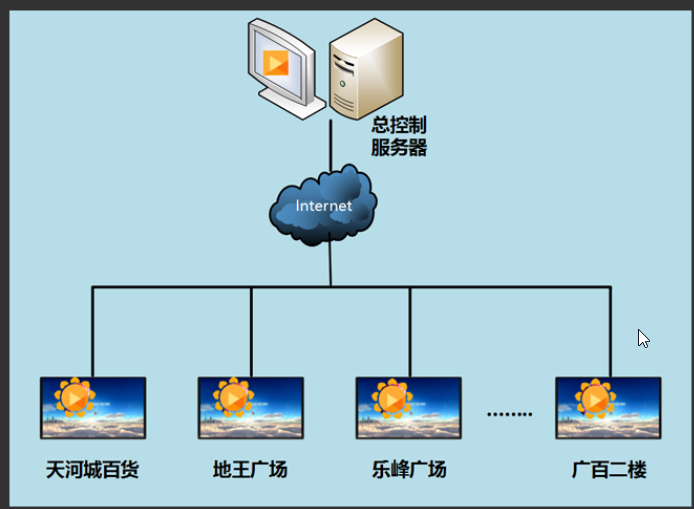 总控制
服务器
Internet
天河城百货
地王广场
乐峰广场
........
广百二楼